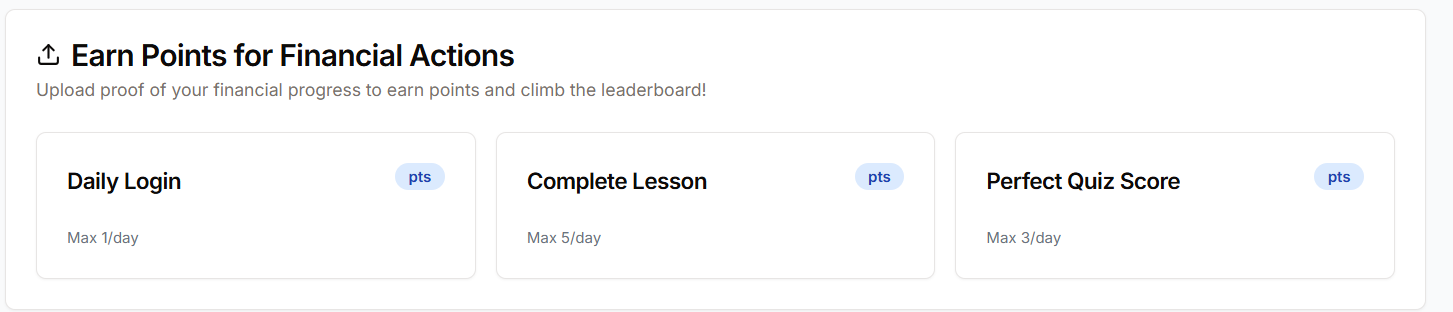 Earn Points for Financial Actions
Upload proof of your financial progress to earn points and climb the leaderboard!
Daily Login
pts
Max 1/day
Complete Lesson
pts
Max 5/day
Perfect Quiz Score
pts
Max 3/day